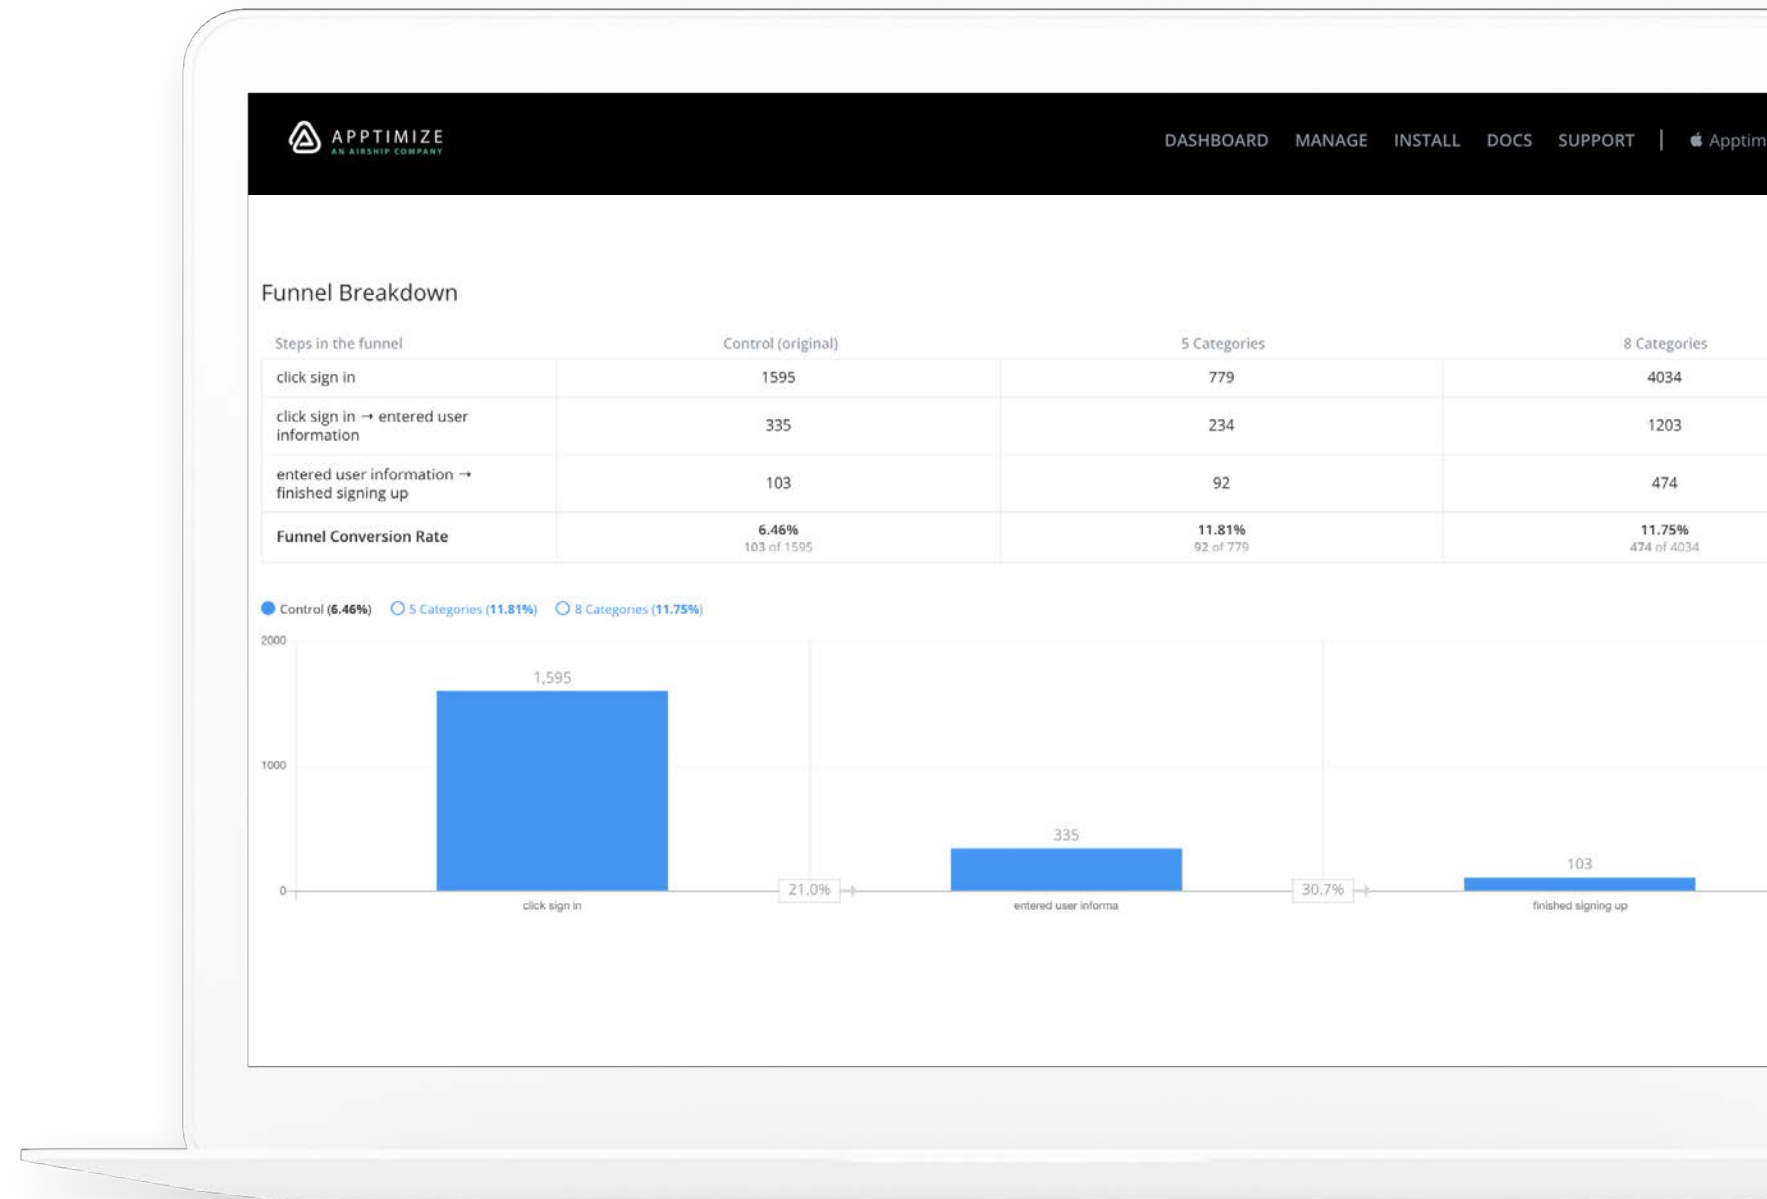 APPTIMIZE
AN AIRSHIP COMPANY
DASHBOARD MANAGE INSTALL DOCS SUPPORT | Apptim
Funnel Breakdown
Steps in the funnel Control (original) 5 Categories 8 Categories
click sign in 1595 779 4034
click sign in → entered user
information 335 234 1203
entered user information →
finished signing up 103 92 474
Funnel Conversion Rate 6.46% 11.81% 11.75%
103 of 1595 92 of 779 474 of 4034
Control (6.46%) 5 Categories (11.81%) 8 Categories (11.75%)
2000
1,595
1000
335
103
0 21.0% 30.7%
click sign in entered user informa finished signing up